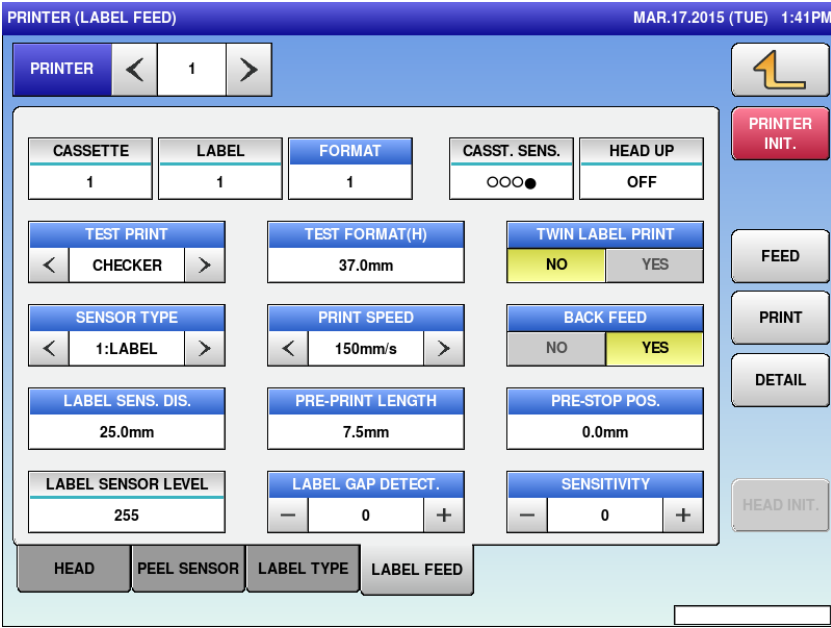 PRINTER (LABEL FEED) MAR.17.2015 (TUE) 1:41PM
PRINTER 1
PRINTER INIT.
CASSETTE LABEL FORMAT CASST. SENS. HEAD UP
1 1 1 ○○○● OFF
TEST PRINT TEST FORMAT(H) TWIN LABEL PRINT
CHECKER 37.0mm NO YES
FEED
SENSOR TYPE PRINT SPEED BACK FEED
1:LABEL 150mm/s NO YES
PRINT
DETAIL
LABEL SENS. DIS. PRE-PRINT LENGTH PRE-STOP POS.
25.0mm 7.5mm 0.0mm
LABEL SENSOR LEVEL LABEL GAP DETECT. SENSITIVITY
255 − 0 + − 0 +
HEAD INIT.
HEAD PEEL SENSOR LABEL TYPE LABEL FEED